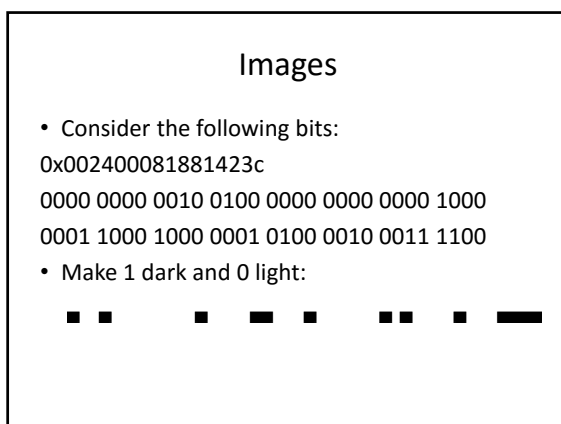 Images
• Consider the following bits:
0x002400081881423c
0000 0000 0010 0100 0000 0000 0000 1000
0001 1000 1000 0001 0100 0010 0011 1100
• Make 1 dark and 0 light: